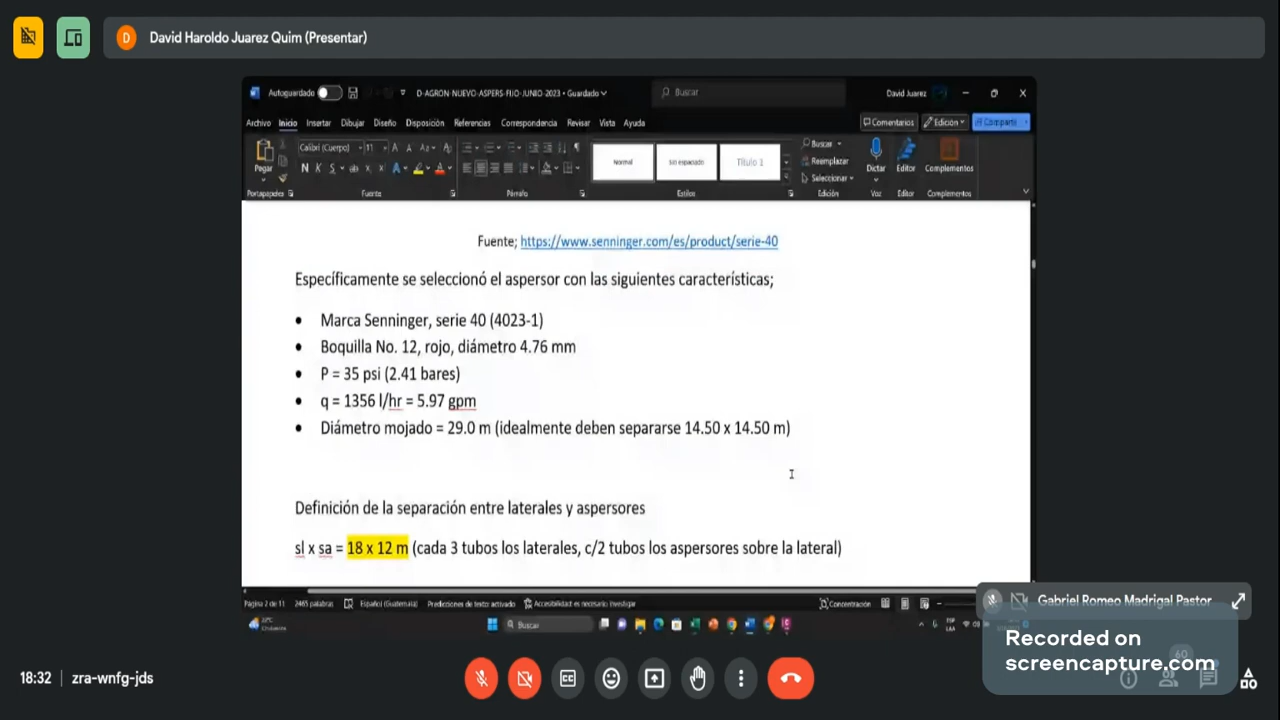 D David Haroldo Juarez Quim (Presentar)
Autoguardado D-AGRON-NUEVO-ASPERS-FIJO-JUNIO-2023 • Guardado Buscar David Juarez
Archivo Inicio Insertar Dibujar Diseño Disposición Referencias Correspondencia Revisar Vista Ayuda Comentarios Edición Compartir
Pegar Calibri (Cuerpo) 11 Normal Sin espaciado Título 1 Buscar Reemplazar Seleccionar Dictar Editor Complementos
Portapapeles Fuente Párrafo Estilos Edición Voz Editor Complementos
Fuente; https://www.senninger.com/es/product/serie-40
Específicamente se seleccionó el aspersor con las siguientes características;
• Marca Senninger, serie 40 (4023-1)
• Boquilla No. 12, rojo, diámetro 4.76 mm
• P = 35 psi (2.41 bares)
• q = 1356 l/hr = 5.97 gpm
• Diámetro mojado = 29.0 m (idealmente deben separarse 14.50 x 14.50 m)
Definición de la separación entre laterales y aspersores
sl x sa = 18 x 12 m (cada 3 tubos los laterales, c/2 tubos los aspersores sobre la lateral)
Página 2 de 11 2465 palabras Español (Guatemala) Predicciones de texto: activado Accesibilidad: es necesario investigar Concentración
Buscar
Gabriel Romeo Madrigal Pastor
Recorded on
screencapture.com
60
18:32 | zra-wnfg-jds